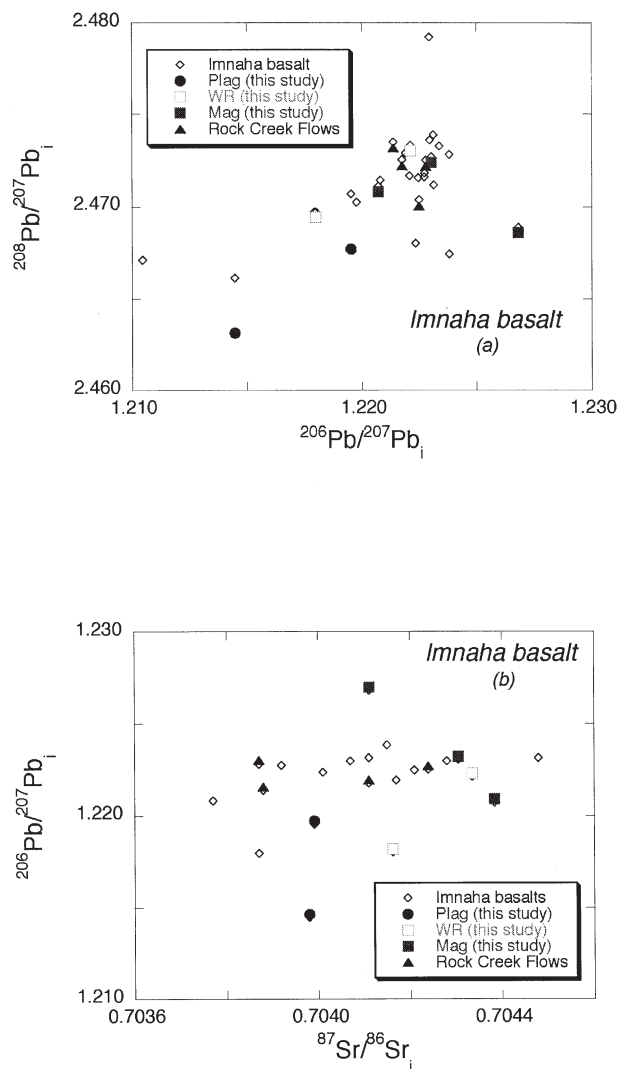 2.480
Imnaha basalt
Plag (this study)
WR (this study)
Mag (this study)
Rock Creek Flows
2.470
208Pb/207Pbi
Imnaha basalt
(a)
2.460
1.210 1.220 1.230
206Pb/207Pbi
1.230
Imnaha basalt
(b)
206Pb/207Pbi
1.220
Imnaha basalts
Plag (this study)
WR (this study)
Mag (this study)
Rock Creek Flows
1.210
0.7036 0.7040 0.7044
87Sr/86Sri